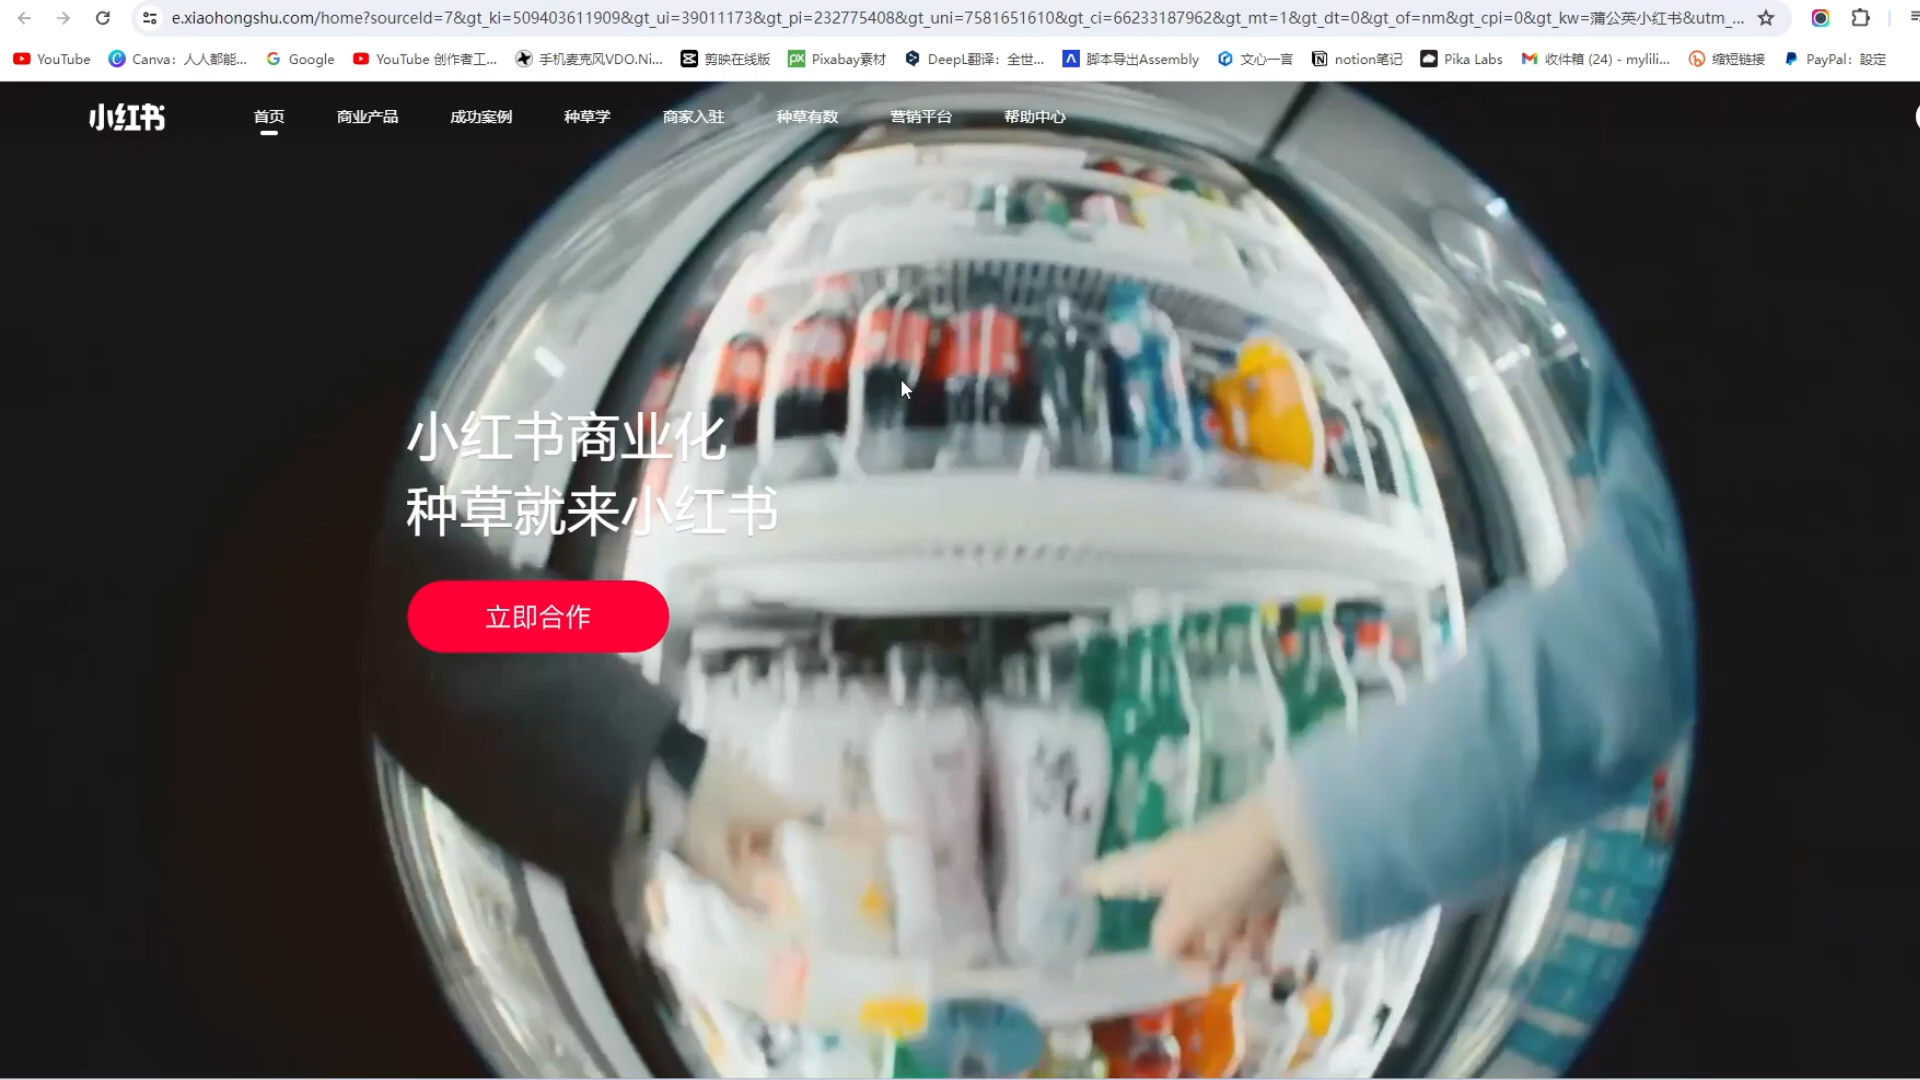 e.xiaohongshu.com/home?sourceId=7&gt_ki=509403611909&gt_ui=39011173&gt_pi=232775408&gt_uni=7581651610&gt_ci=66233187962&gt_mt=1&gt_dt=0&gt_of=nm&gt_cpi=0&gt_kw=蒲公英小红书&utm_...
YouTube Canva：人人都能... Google YouTube 创作者工... 手机麦克风VDO.Ni... 剪映在线版 Pixabay素材 DeepL翻译：全世... 脚本导出Assembly 文心一言 notion笔记 Pika Labs 收件箱 (24) - mylili... 缩短链接 PayPal：設定
小红书 首页 商业产品 成功案例 种草学 商家入驻 种草有数 营销平台 帮助中心
小红书商业化
种草就来小红书
立即合作